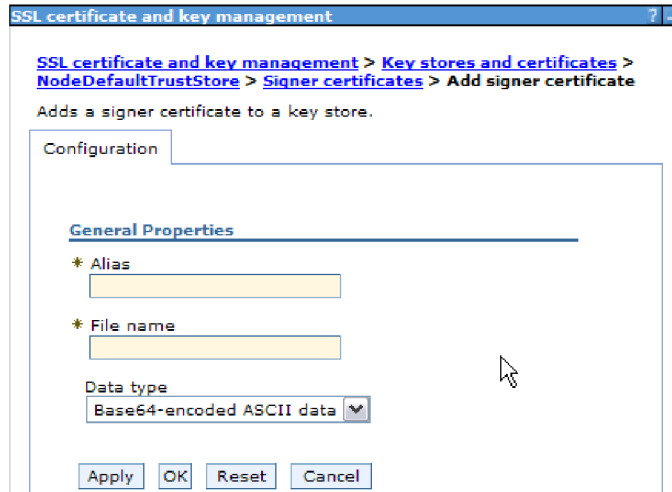 SSL certificate and key management ? -
SSL certificate and key management > Key stores and certificates >
NodeDefaultTrustStore > Signer certificates > Add signer certificate
Adds a signer certificate to a key store.
Configuration
General Properties
* Alias
* File name
Data type
Base64-encoded ASCII data
Apply OK Reset Cancel